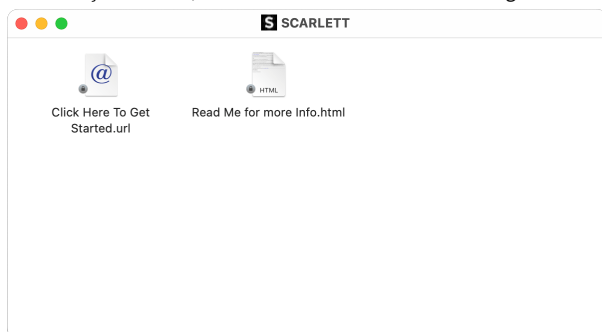 S SCARLETT
@
HTML
Click Here To Get
Started.url
Read Me for more Info.html